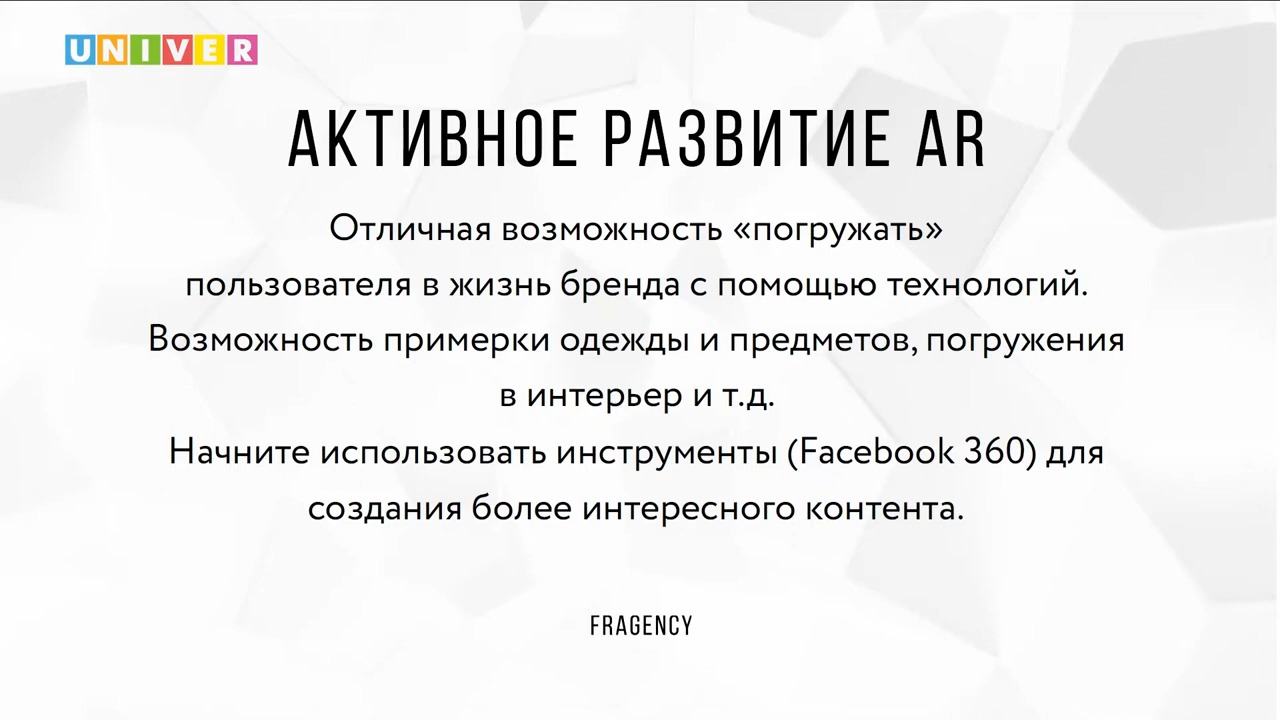 UNIVER
АКТИВНОЕ РАЗВИТИЕ AR
Отличная возможность «погружать»
пользователя в жизнь бренда с помощью технологий.
Возможность примерки одежды и предметов, погружения
в интерьер и т.д.
Начните использовать инструменты (Facebook 360) для
создания более интересного контента.
FRAGENCY